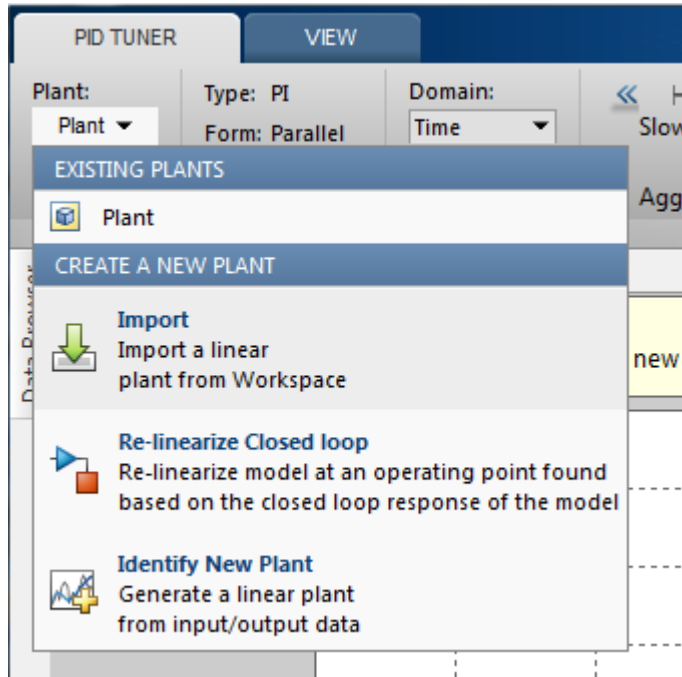 PID TUNER
VIEW
Plant:
Type: PI
Domain:
Plant
Form: Parallel
Time
EXISTING PLANTS
Plant
CREATE A NEW PLANT
Import
Import a linear
plant from Workspace
Re-linearize Closed loop
Re-linearize model at an operating point found
based on the closed loop response of the model
Identify New Plant
Generate a linear plant
from input/output data
Data Browser
new